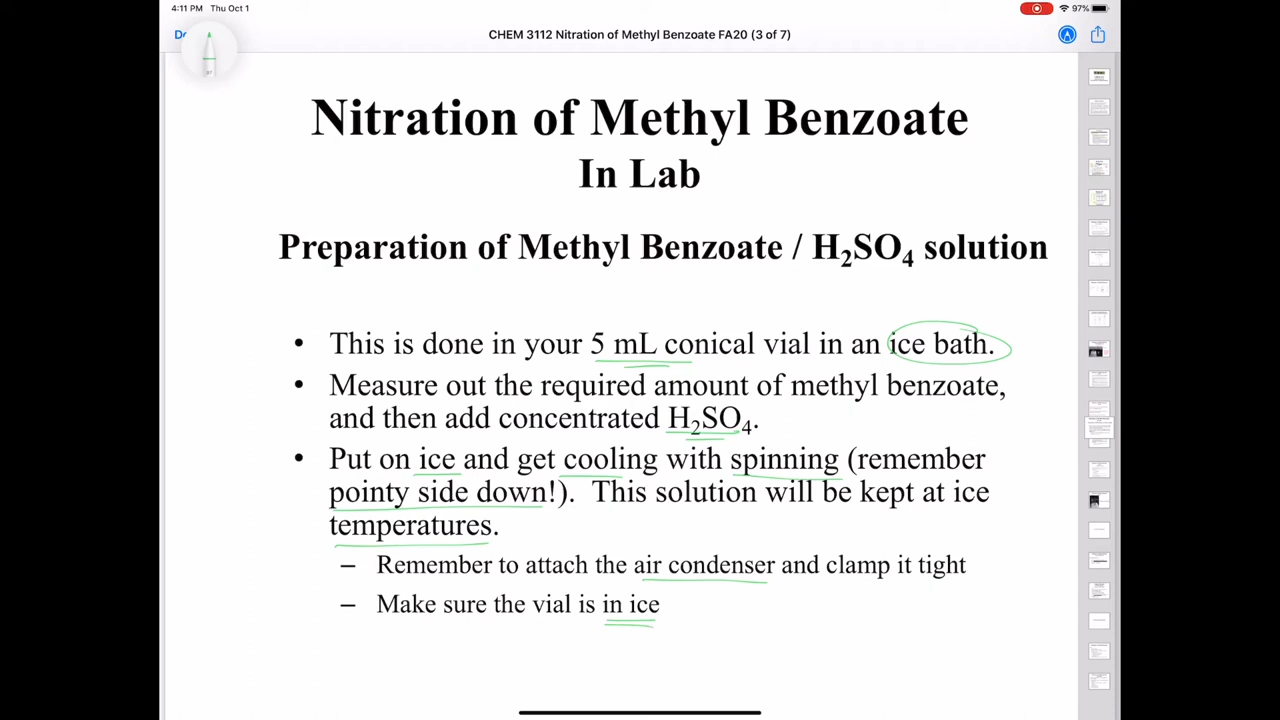 4:11 PM Thu Oct 1
97%
CHEM 3112 Nitration of Methyl Benzoate FA20 (3 of 7)
97
Nitration of Methyl Benzoate
In Lab
Preparation of Methyl Benzoate / H₂SO₄ solution
• This is done in your 5 mL conical vial in an ice bath.
• Measure out the required amount of methyl benzoate,
and then add concentrated H₂SO₄.
• Put on ice and get cooling with spinning (remember
pointy side down!). This solution will be kept at ice
temperatures.
– Remember to attach the air condenser and clamp it tight
– Make sure the vial is in ice